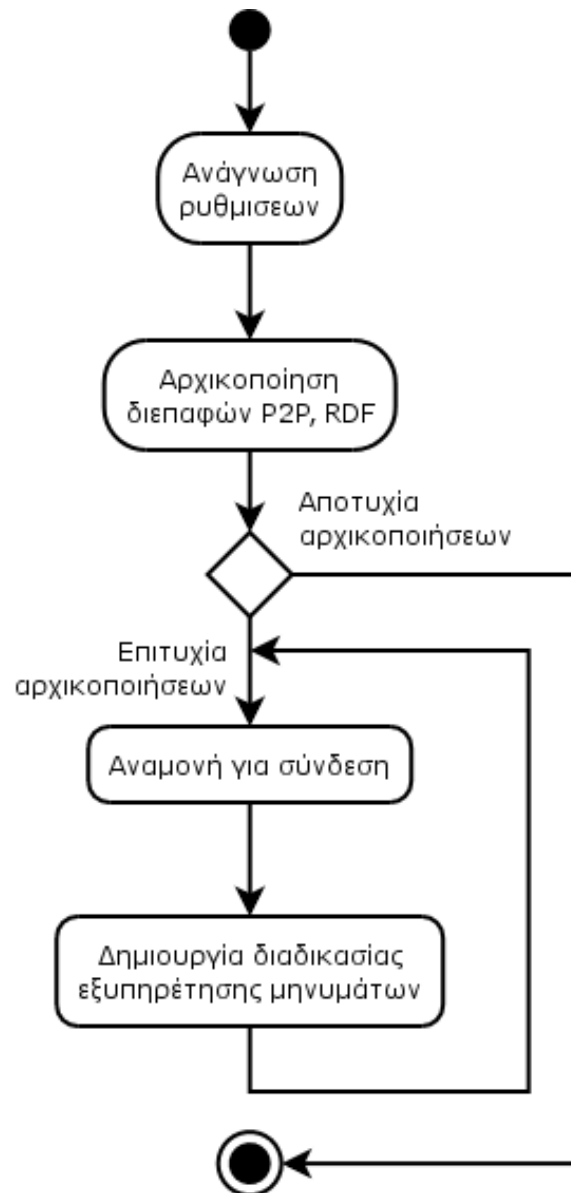 Ανάγνωση
ρυθμισεων
Αρχικοποίηση
διεπαφών P2P, RDF
Αποτυχία
αρχικοποιήσεων
Επιτυχία
αρχικοποιήσεων
Αναμονή για σύνδεση
Δημιουργία διαδικασίας
εξυπηρέτησης μηνυμάτων